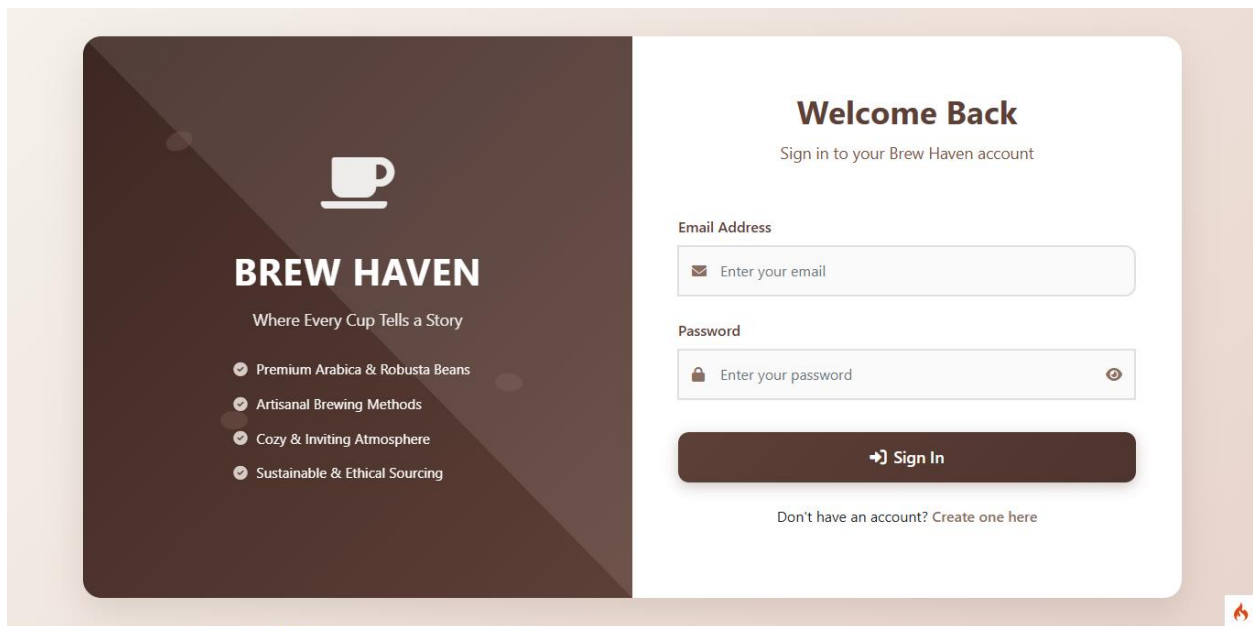 BREW HAVEN
Where Every Cup Tells a Story
Premium Arabica & Robusta Beans
Artisanal Brewing Methods
Cozy & Inviting Atmosphere
Sustainable & Ethical Sourcing
Welcome Back
Sign in to your Brew Haven account
Email Address
Enter your email
Password
Enter your password
Sign In
Don't have an account? Create one here